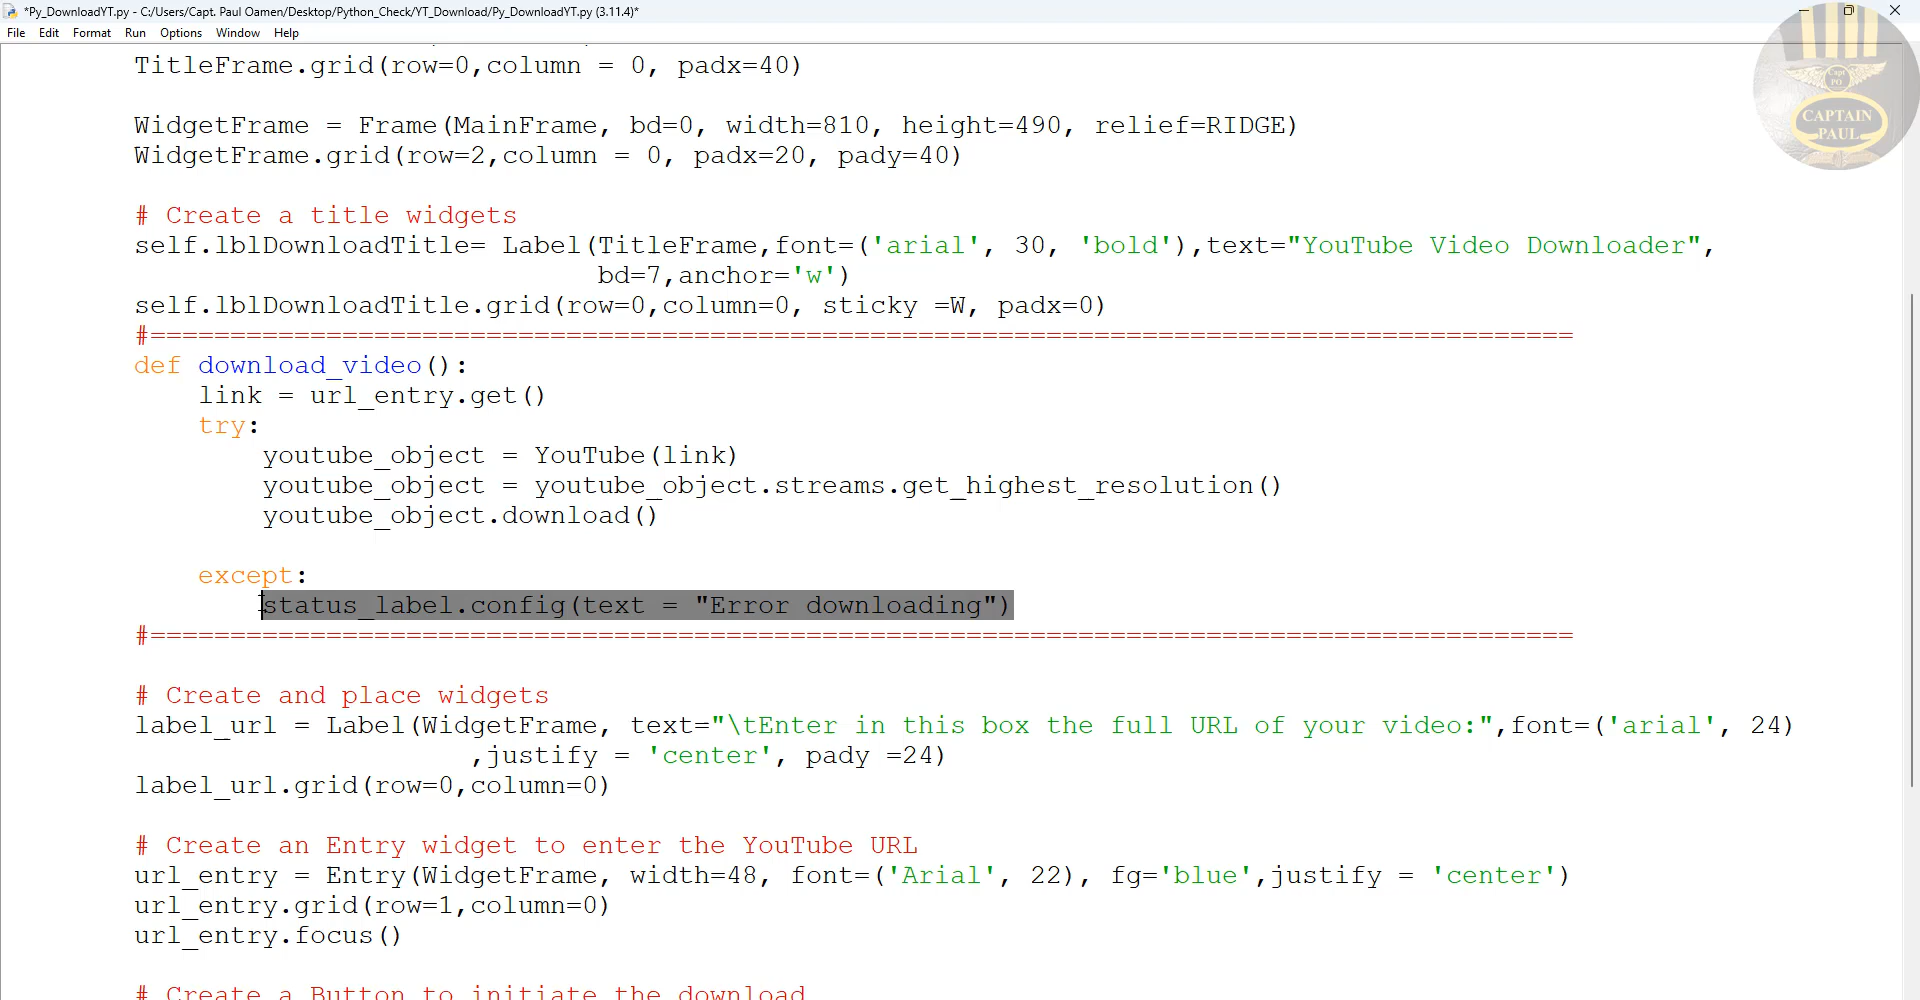 *Py_DownloadYT.py - C:/Users/Capt. Paul Oamen/Desktop/Python_Check/YT_Download/Py_DownloadYT.py (3.11.4)*
File Edit Format Run Options Window Help
TitleFrame.grid(row=0,column = 0, padx=40)
WidgetFrame = Frame(MainFrame, bd=0, width=810, height=490, relief=RIDGE)
WidgetFrame.grid(row=2,column = 0, padx=20, pady=40)
# Create a title widgets
self.lblDownloadTitle= Label(TitleFrame,font=('arial', 30, 'bold'),text="YouTube Video Downloader",
bd=7,anchor='w')
self.lblDownloadTitle.grid(row=0,column=0, sticky =W, padx=0)
#=========================================================================================
def download_video():
link = url_entry.get()
try:
youtube_object = YouTube(link)
youtube_object = youtube_object.streams.get_highest_resolution()
youtube_object.download()
except:
status_label.config(text = "Error downloading")
#=========================================================================================
# Create and place widgets
label_url = Label(WidgetFrame, text="\tEnter in this box the full URL of your video:",font=('arial', 24)
,justify = 'center', pady =24)
label_url.grid(row=0,column=0)
# Create an Entry widget to enter the YouTube URL
url_entry = Entry(WidgetFrame, width=48, font=('Arial', 22), fg='blue',justify = 'center')
url_entry.grid(row=1,column=0)
url_entry.focus()
# Create a Button to initiate the download
Capt
PO
CAPTAIN
PAUL